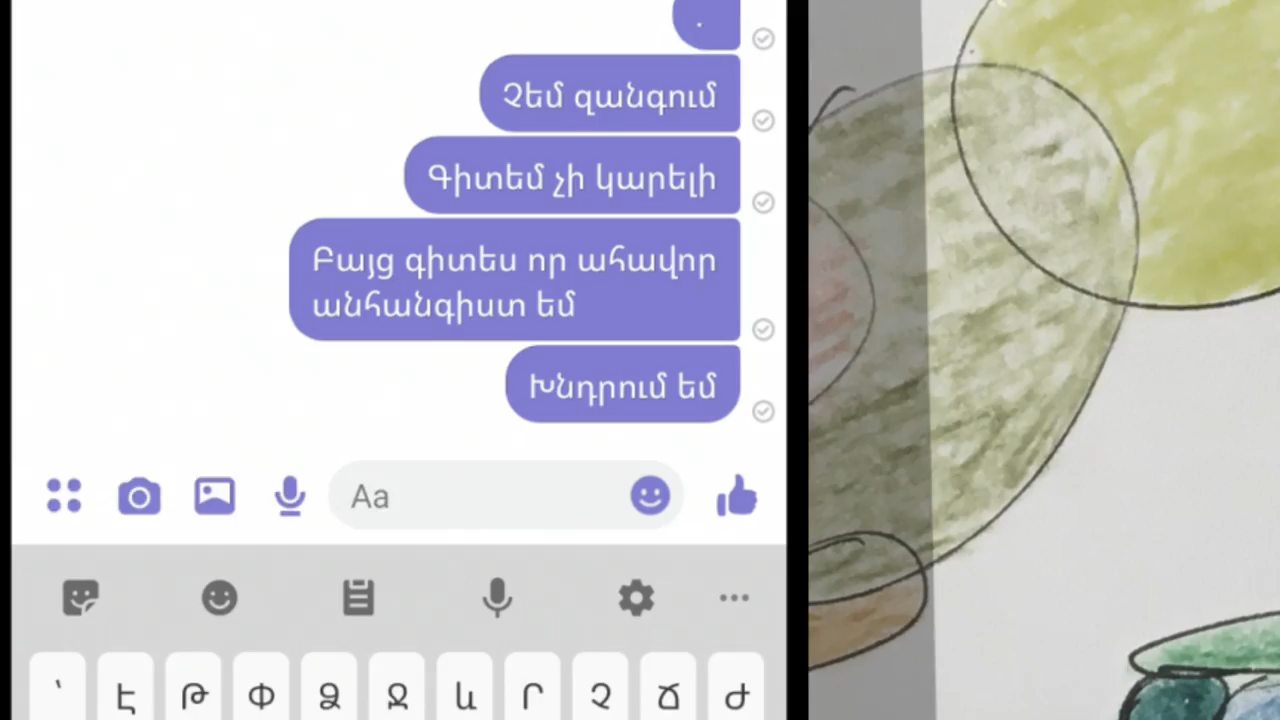 .
Չեմ զանգում
Գիտեմ չի կարելի
Բայց գիտես որ ահավոր
անհանգիստ եմ
Խնդրում եմ
Aa
՝ է թ փ ձ ջ և ր չ ճ ժ